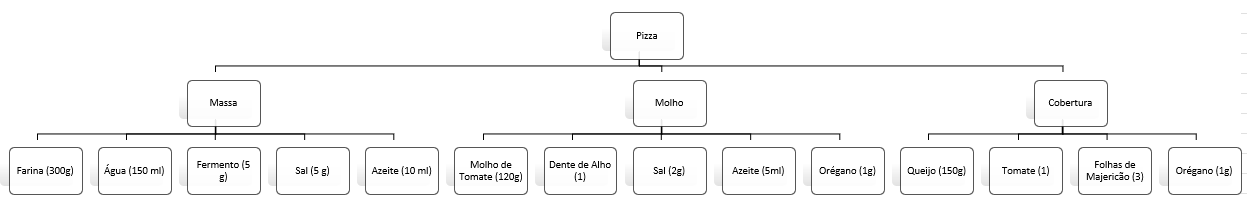 Pizza
Massa
Molho
Cobertura
Farina (300g)
Água (150 ml)
Fermento (5
g)
Sal (5 g)
Azeite (10 ml)
Molho de
Tomate (120g)
Dente de Alho
(1)
Sal (2g)
Azeite (5ml)
Orégano (1g)
Queijo (150g)
Tomate (1)
Folhas de
Majericão (3)
Orégano (1g)